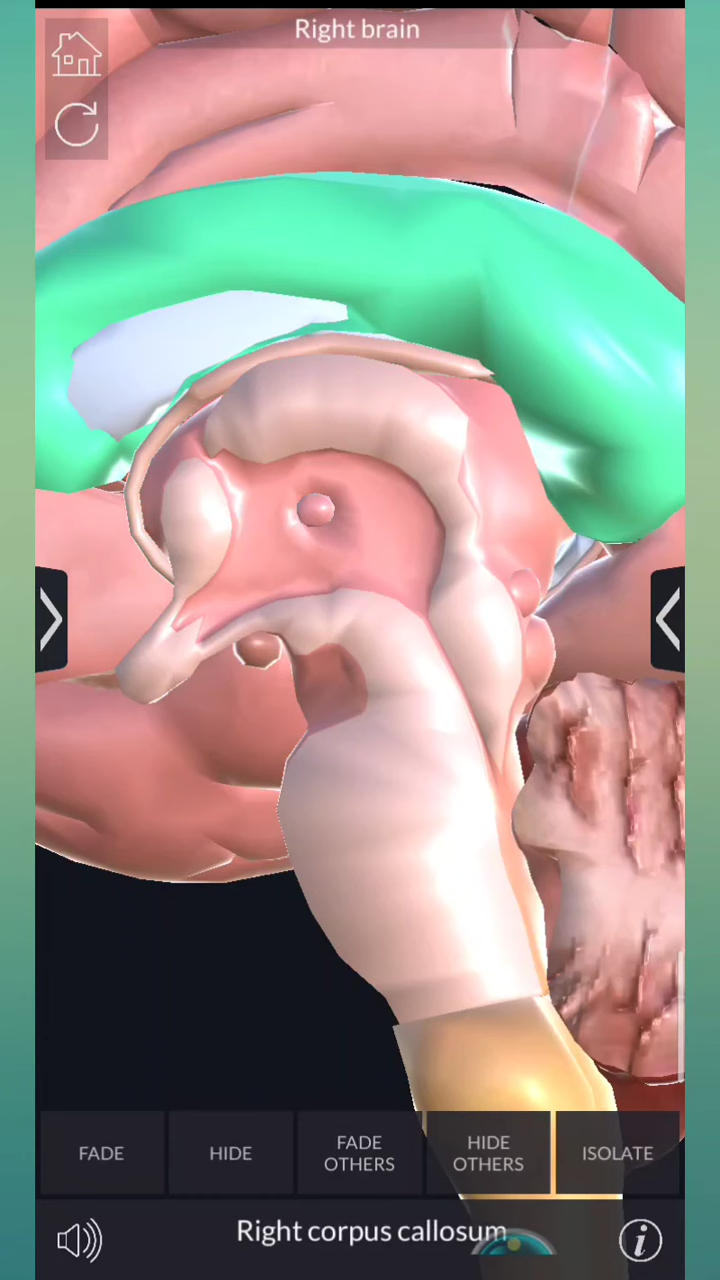 Right brain
FADE
HIDE
FADE
OTHERS
HIDE
OTHERS
ISOLATE
Right corpus callosum
i